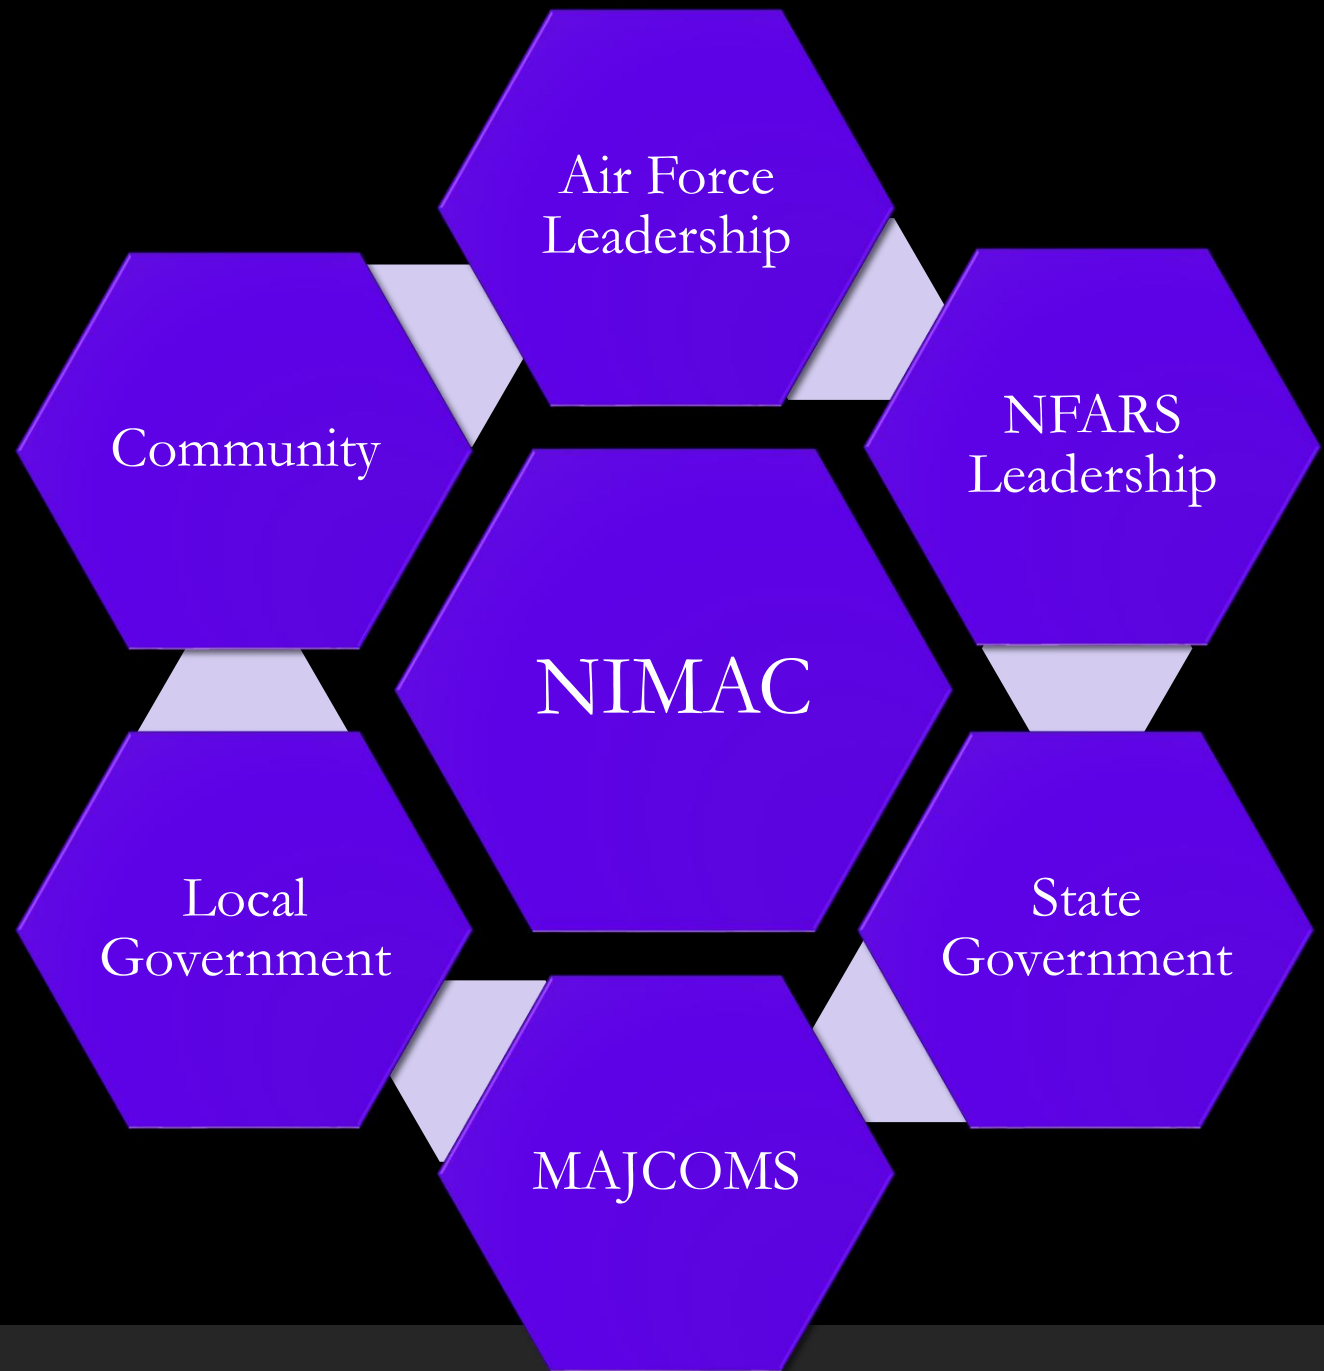 Air Force
Leadership
NFARS
Leadership
Community
NIMAC
State
Government
Local
Government
MAJCOMS